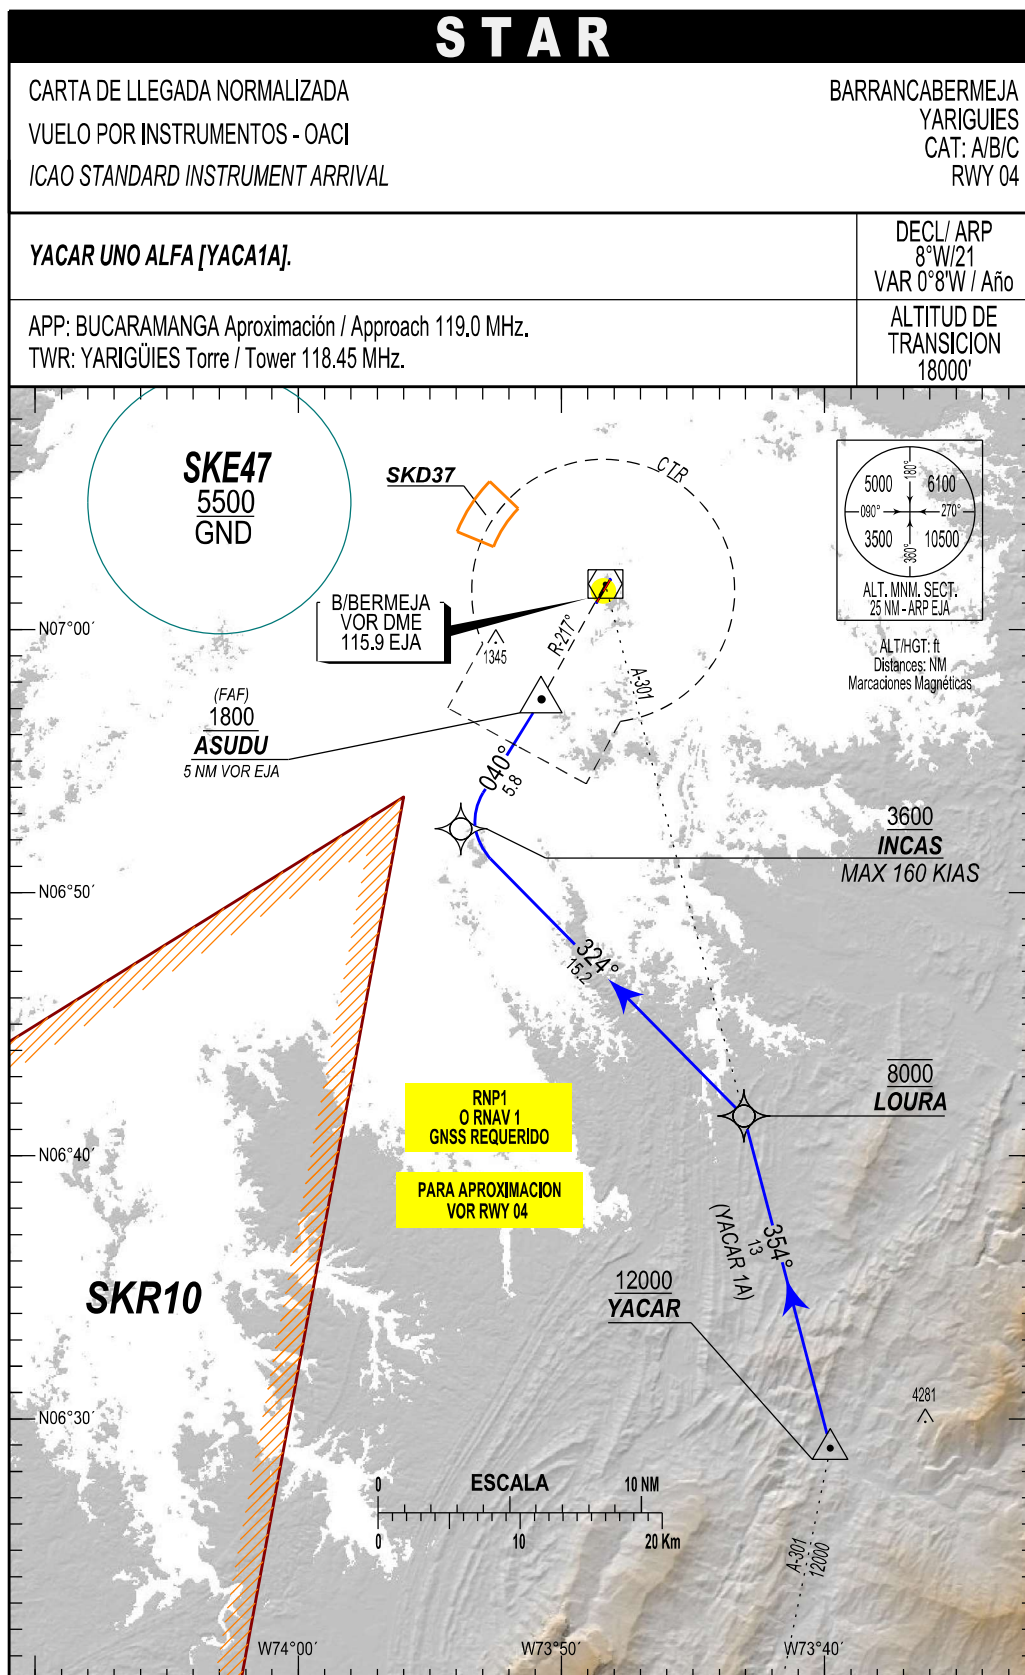 STAR
CARTA DE LLEGADA NORMALIZADA
VUELO POR INSTRUMENTOS - OACI
ICAO STANDARD INSTRUMENT ARRIVAL
BARRANCABERMEJA
YARIGUIES
CAT: A/B/C
RWY 04
YACAR UNO ALFA [YACA1A].
DECL/ ARP
8°W/21
VAR 0°8'W / Año
APP: BUCARAMANGA Aproximación / Approach 119.0 MHz.
TWR: YARIGÜIES Torre / Tower 118.45 MHz.
ALTITUD DE
TRANSICION
18000'
SKE47
5500
GND
SKD37
CTR
5000
180°
6100
090°
270°
3500
360°
10500
ALT. MNM. SECT.
25 NM - ARP EJA
ALT/HGT: ft
Distances: NM
Marcaciones Magnéticas
B/BERMEJA
VOR DME
115.9 EJA
N07°00´
1345
R-217°
A-301
(FAF)
1800
ASUDU
5 NM VOR EJA
040°
5.8
3600
INCAS
MAX 160 KIAS
N06°50´
324°
15.2
8000
LOURA
RNP1
O RNAV 1
GNSS REQUERIDO
N06°40´
PARA APROXIMACION
VOR RWY 04
354°
13
(YACAR 1A)
SKR10
12000
YACAR
4281
N06°30´
ESCALA
0
10 NM
0
10
20 Km
A-301
12000
W74°00´
W73°50´
W73°40´